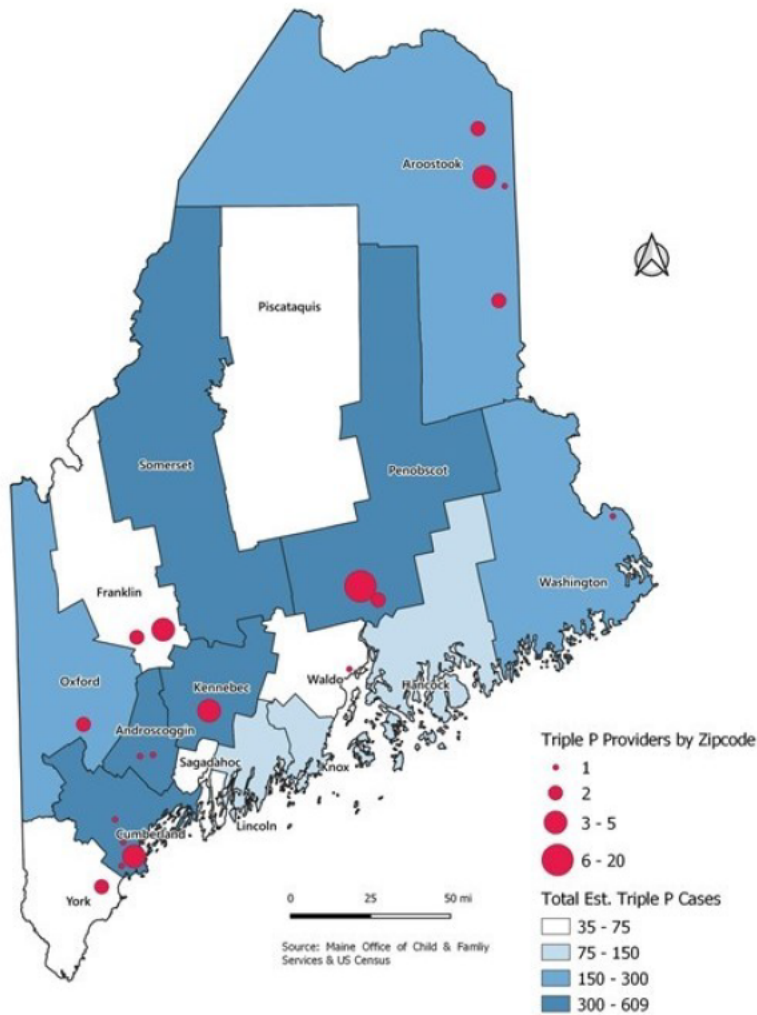 Aroostook
Piscataquis
Somerset
Penobscot
Washington
Franklin
Oxford
Kennebec
Waldo
Hancock
Androscoggin
Sagadahoc
Knox
Lincoln
Cumberland
York
0 25 50 mi
Source: Maine Office of Child & Famliy
Services & US Census
Triple P Providers by Zipcode
1
2
3 - 5
6 - 20
Total Est. Triple P Cases
35 - 75
75 - 150
150 - 300
300 - 609